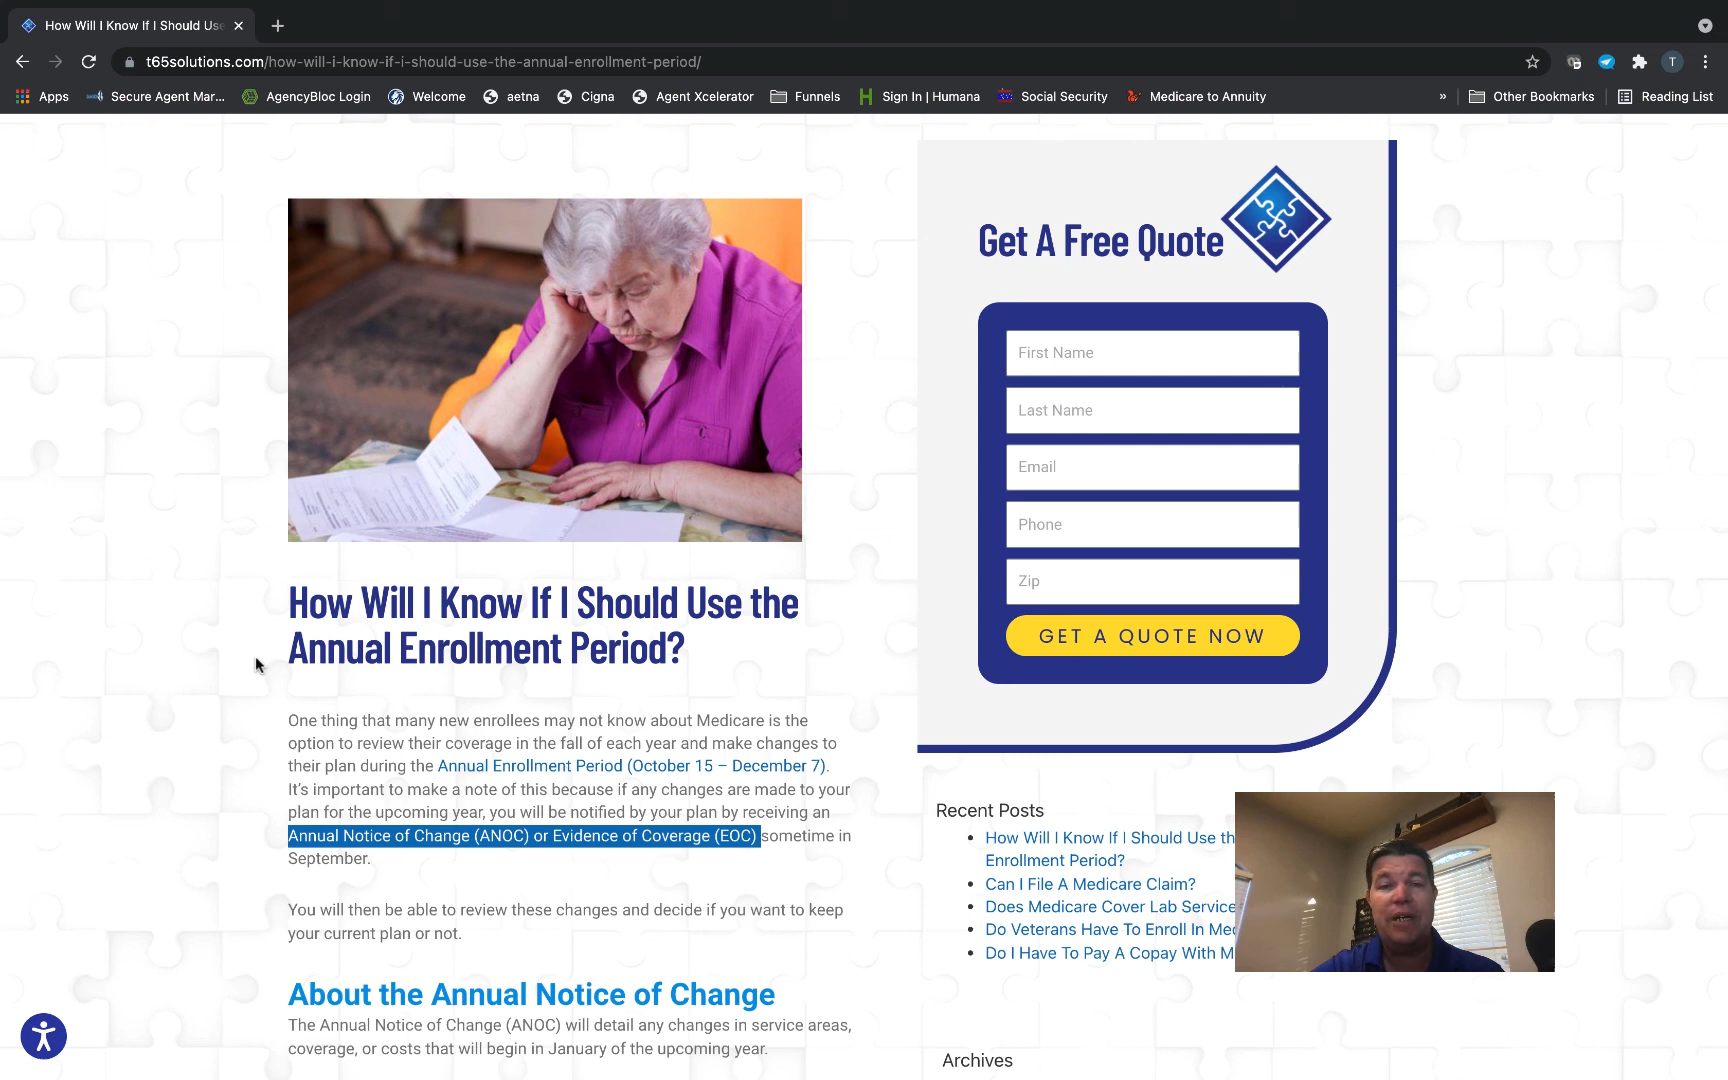 How Will I Know If I Should Use
t65solutions.com/how-will-i-know-if-i-should-use-the-annual-enrollment-period/
T
Apps
Secure Agent Mar...
AgencyBloc Login
Welcome
aetna
Cigna
Agent Xcelerator
Funnels
Sign In | Humana
Social Security
Medicare to Annuity
»
Other Bookmarks
Reading List
How Will I Know If I Should Use the
Annual Enrollment Period?
One thing that many new enrollees may not know about Medicare is the
option to review their coverage in the fall of each year and make changes to
their plan during the Annual Enrollment Period (October 15 – December 7).
It’s important to make a note of this because if any changes are made to your
plan for the upcoming year, you will be notified by your plan by receiving an
Annual Notice of Change (ANOC) or Evidence of Coverage (EOC) sometime in
September.
You will then be able to review these changes and decide if you want to keep
your current plan or not.
About the Annual Notice of Change
The Annual Notice of Change (ANOC) will detail any changes in service areas,
coverage, or costs that will begin in January of the upcoming year.
Get A Free Quote
First Name
Last Name
Email
Phone
Zip
GET A QUOTE NOW
Recent Posts
How Will I Know If I Should Use th
Enrollment Period?
Can I File A Medicare Claim?
Does Medicare Cover Lab Service
Do Veterans Have To Enroll In Med
Do I Have To Pay A Copay With M
Archives